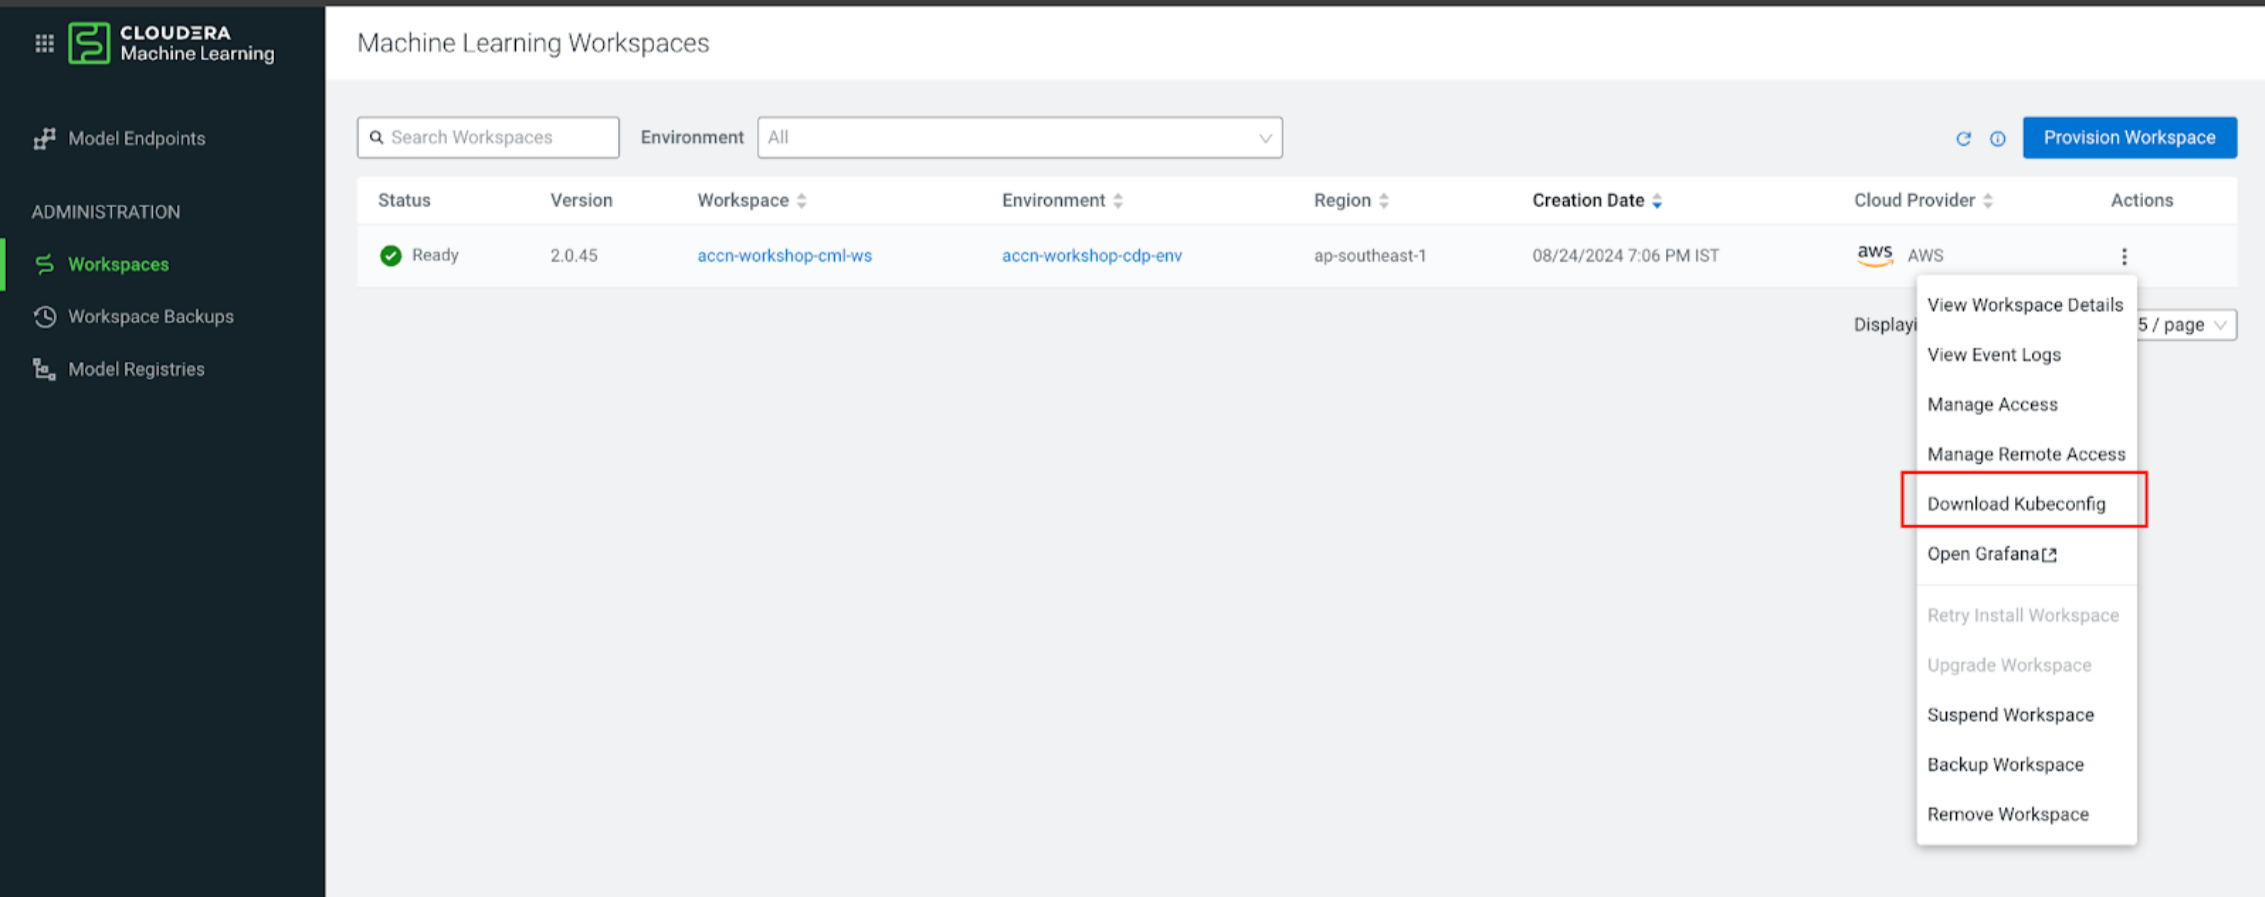 CLOUDERA
Machine Learning
Machine Learning Workspaces
Model Endpoints
ADMINISTRATION
Workspaces
Workspace Backups
Model Registries
Search Workspaces
Environment
All
Provision Workspace
Status Version Workspace Environment Region Creation Date Cloud Provider Actions
Ready 2.0.45 accn-workshop-cml-ws accn-workshop-cdp-env ap-southeast-1 08/24/2024 7:06 PM IST aws AWS
5 / page
View Workspace Details
View Event Logs
Manage Access
Manage Remote Access
Download Kubeconfig
Open Grafana
Retry Install Workspace
Upgrade Workspace
Suspend Workspace
Backup Workspace
Remove Workspace